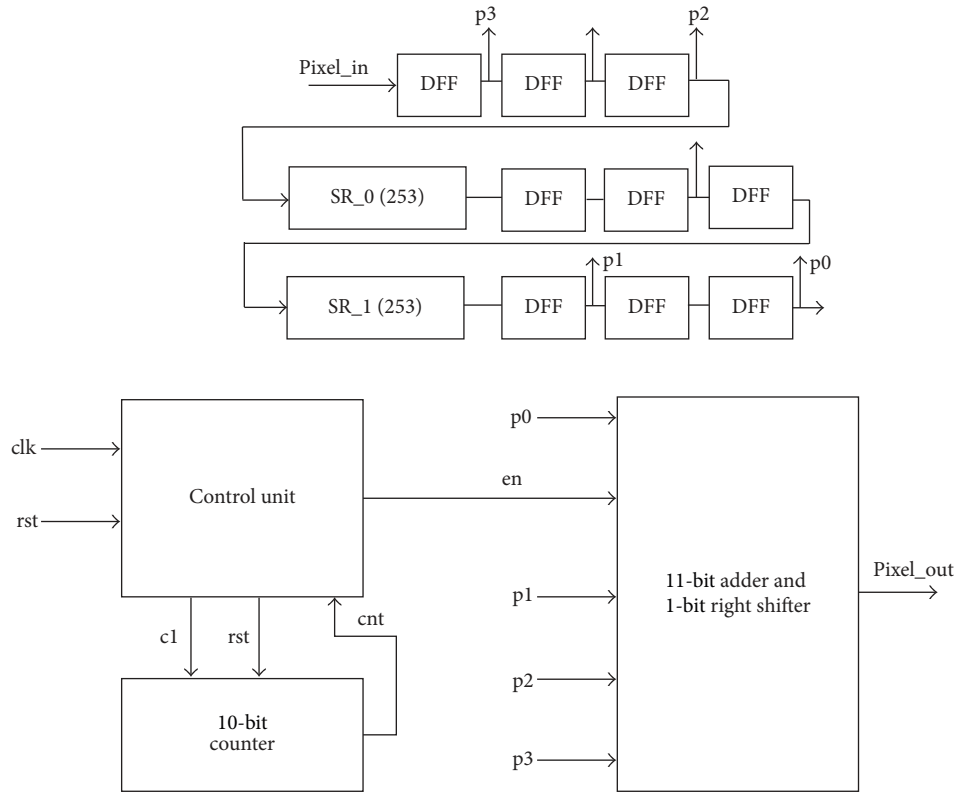 p3
p2
Pixel_in
DFF
DFF
DFF
SR_0 (253)
DFF
DFF
DFF
p1
p0
SR_1 (253)
DFF
DFF
DFF
p0
clk
en
Control unit
rst
p1
11-bit adder and
1-bit right shifter
Pixel_out
c1
rst
cnt
p2
10-bit
counter
p3